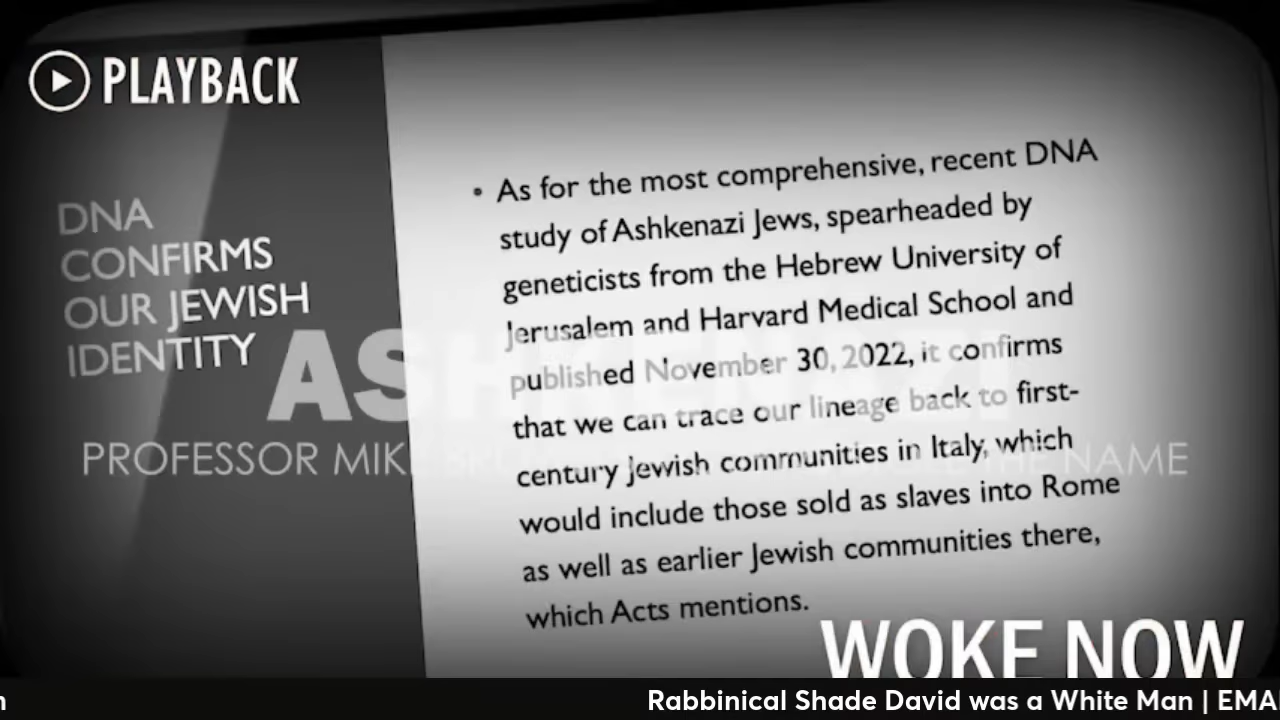 PLAYBACK
DNA
CONFIRMS
OUR JEWISH
IDENTITY
• As for the most comprehensive, recent DNA
study of Ashkenazi Jews, spearheaded by
geneticists from the Hebrew University of
Jerusalem and Harvard Medical School and
published November 30, 2022, it confirms
that we can trace our lineage back to first-
century Jewish communities in Italy, which
would include those sold as slaves into Rome
as well as earlier Jewish communities there,
which Acts mentions.
ASHKENAZI
PROFESSOR MIKE THE NAME
WOKE NOW
n Rabbinical Shade David was a White Man | EMA